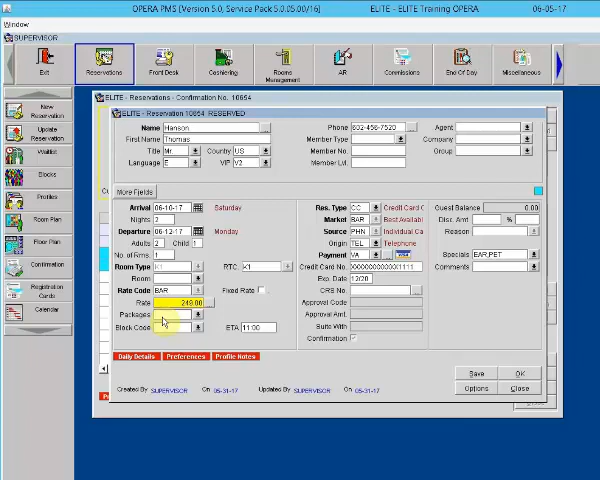 OPERA PMS [Version 5.0, Service Pack 5.0.05.00/16] ELITE - ELITE Training OPERA 06-05-17
Window
SUPERVISOR
Exit Reservations Front Desk Cashiering Rooms Management AR Commissions End Of Day Miscellaneous
New Reservation
Update Reservation
Waitlist
Blocks
Profiles
Room Plan
Floor Plan
Confirmation
Registration Cards
Calendar
ELITE - Reservations - Confirmation No. 10654
ELITE - Reservation 10654 RESERVED
Name Hanson ... Phone 602-456-7520 ... Agent
First Name Thomas Member Type Company
Title Mr. Country US Member No. Group
Language E VIP V2 Member Lvl.
More Fields
Arrival 06-10-17 Saturday Res. Type CC Credit Card Guest Balance 0.00
Nights 2 Market BAR Best Availabl Disc. Amt %
Departure 06-12-17 Monday Source PHN Individual Ca Reason
Adults 2 Child 1 Origin TEL Telephone
No. of Rms. 1 Payment VA VISA Specials EAR,PET
Room Type K1 RTC. K1 Credit Card No. XXXXXXXXXXXX1111 Comments
Room Exp. Date 12/20
Rate Code BAR Fixed Rate CRS No.
Rate 249.00 Approval Code
Packages Approval Amt.
Block Code ETA 11:00 Suite With
Confirmation
Daily Details Preferences Profile Notes
Save OK
Options Close
Created By SUPERVISOR On 05-31-17 Updated By SUPERVISOR On 05-31-17